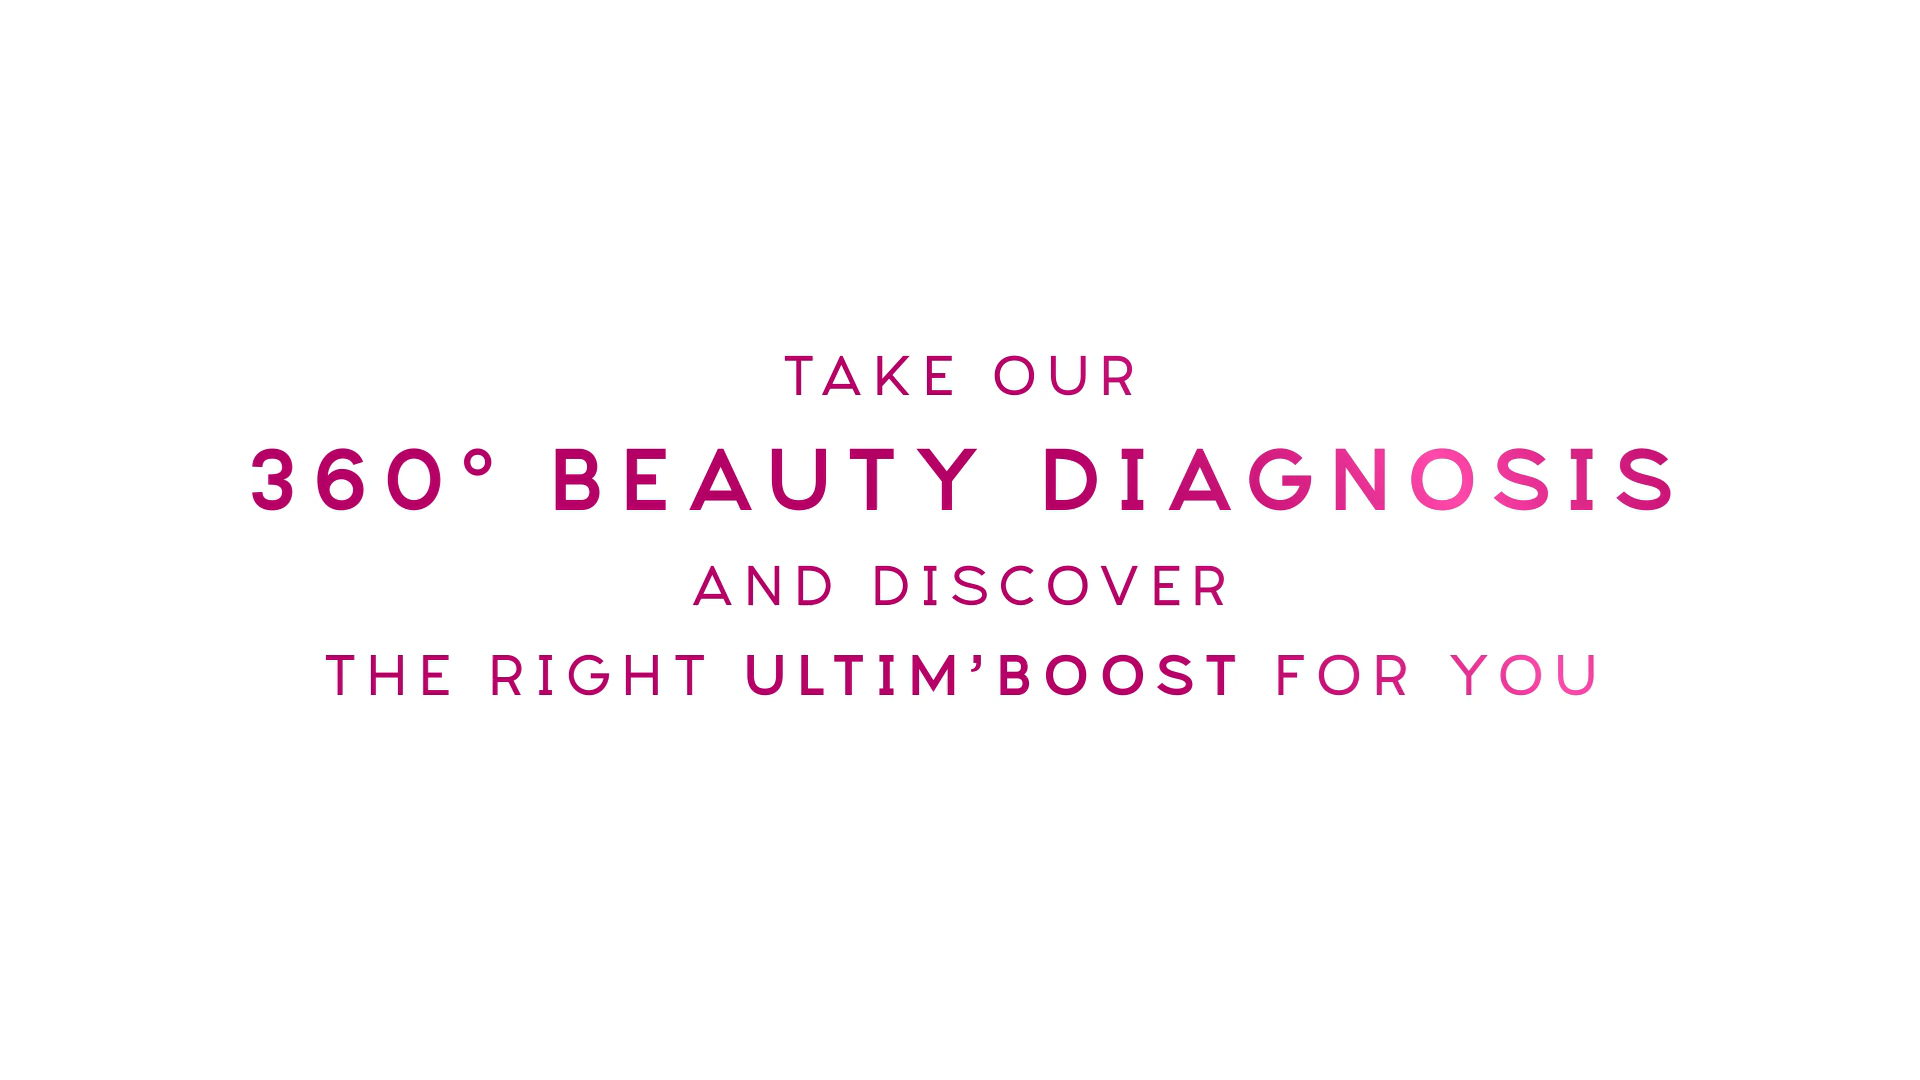 TAKE OUR
360° BEAUTY DIAGNOSIS
AND DISCOVER
THE RIGHT ULTIM’BOOST FOR YOU